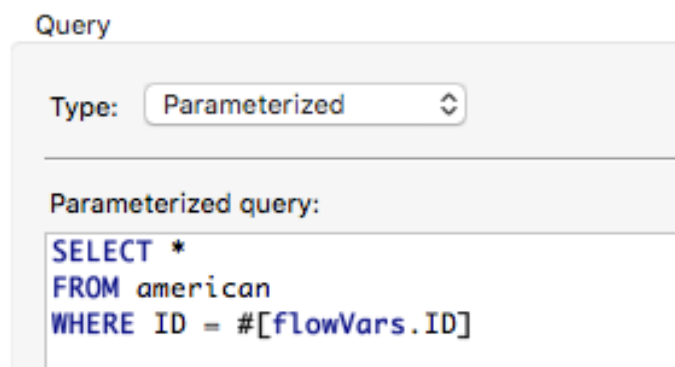 Query
Type: Parameterized
Parameterized query:
SELECT *
FROM american
WHERE ID = #[flowVars.ID]